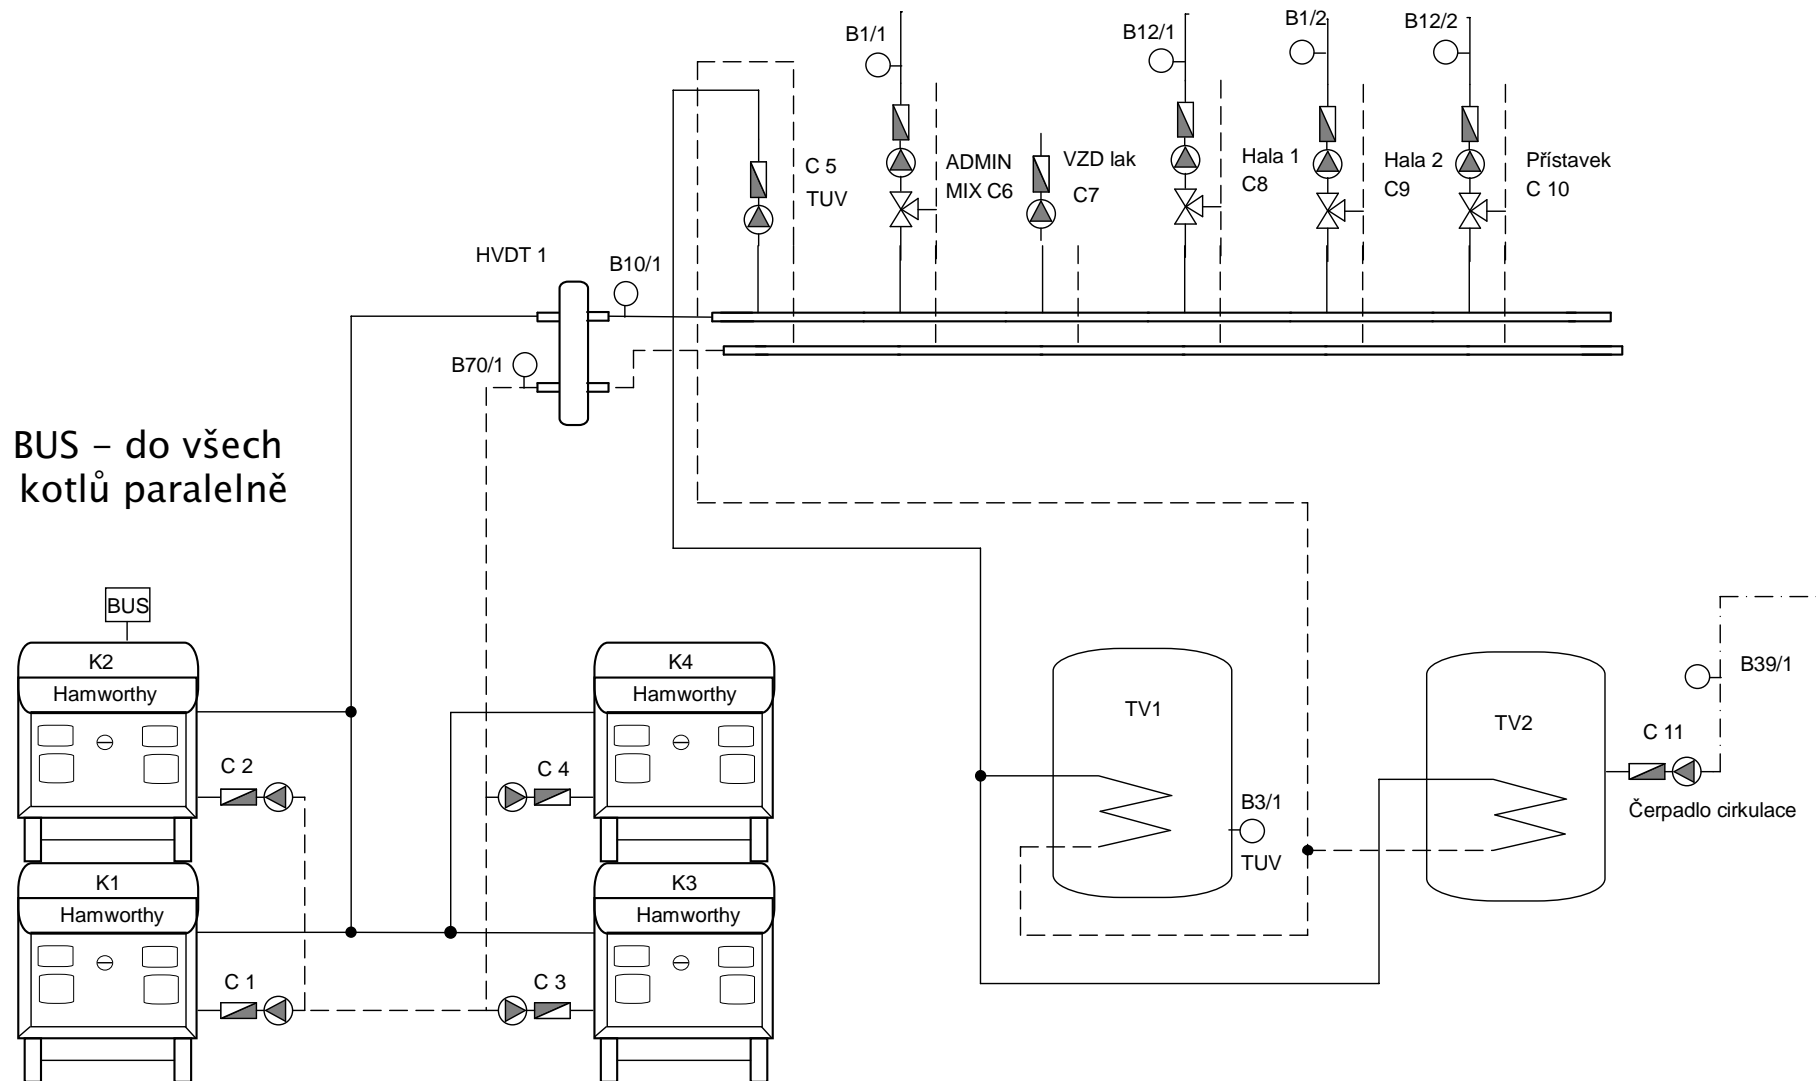 B1/1
B12/1
B1/2
B12/2
C 5
TUV
ADMIN
MIX C6
VZD lak
C7
Hala 1
C8
Hala 2
C9
Přístavek
C 10
HVDT 1
B10/1
B70/1
BUS – do všech
kotlů paralelně
BUS
K2
Hamworthy
K4
Hamworthy
C 2
C 4
K1
Hamworthy
K3
Hamworthy
C 1
C 3
TV1
B3/1
TUV
TV2
B39/1
C 11
Čerpadlo cirkulace